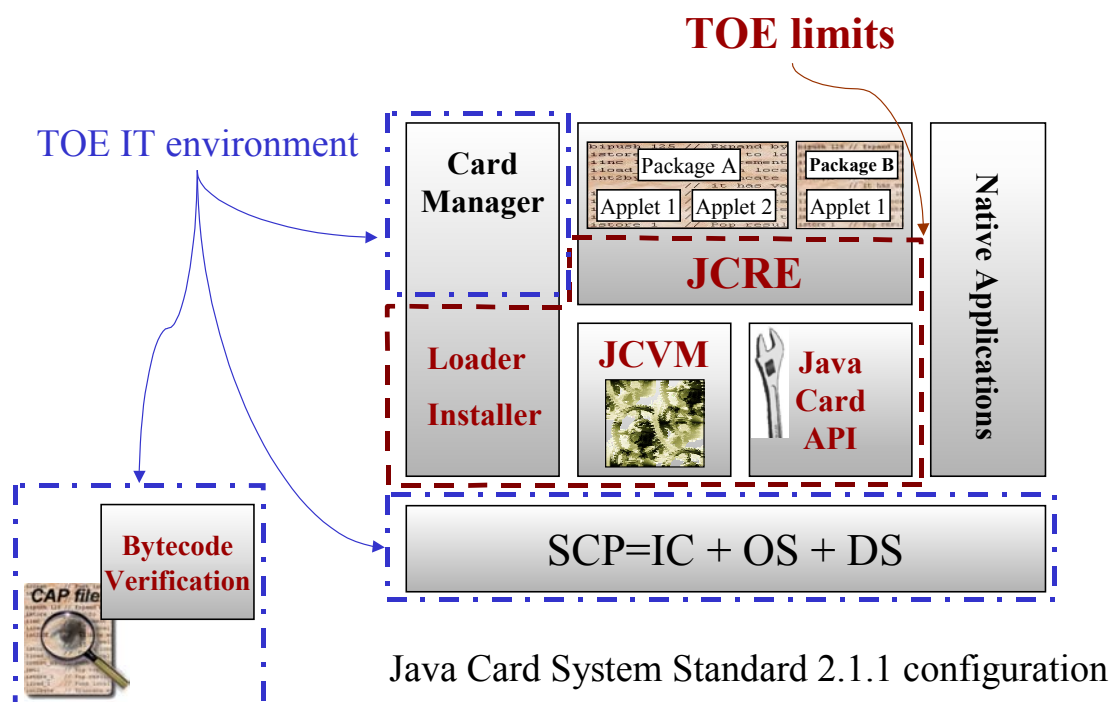 TOE limits
TOE IT environment
Card
Manager
Package A
Applet 1
Applet 2
Package B
Applet 1
Native Applications
JCRE
Loader
Installer
JCVM
Java
Card
API
Bytecode
Verification
CAP file
SCP=IC + OS + DS
Java Card System Standard 2.1.1 configuration